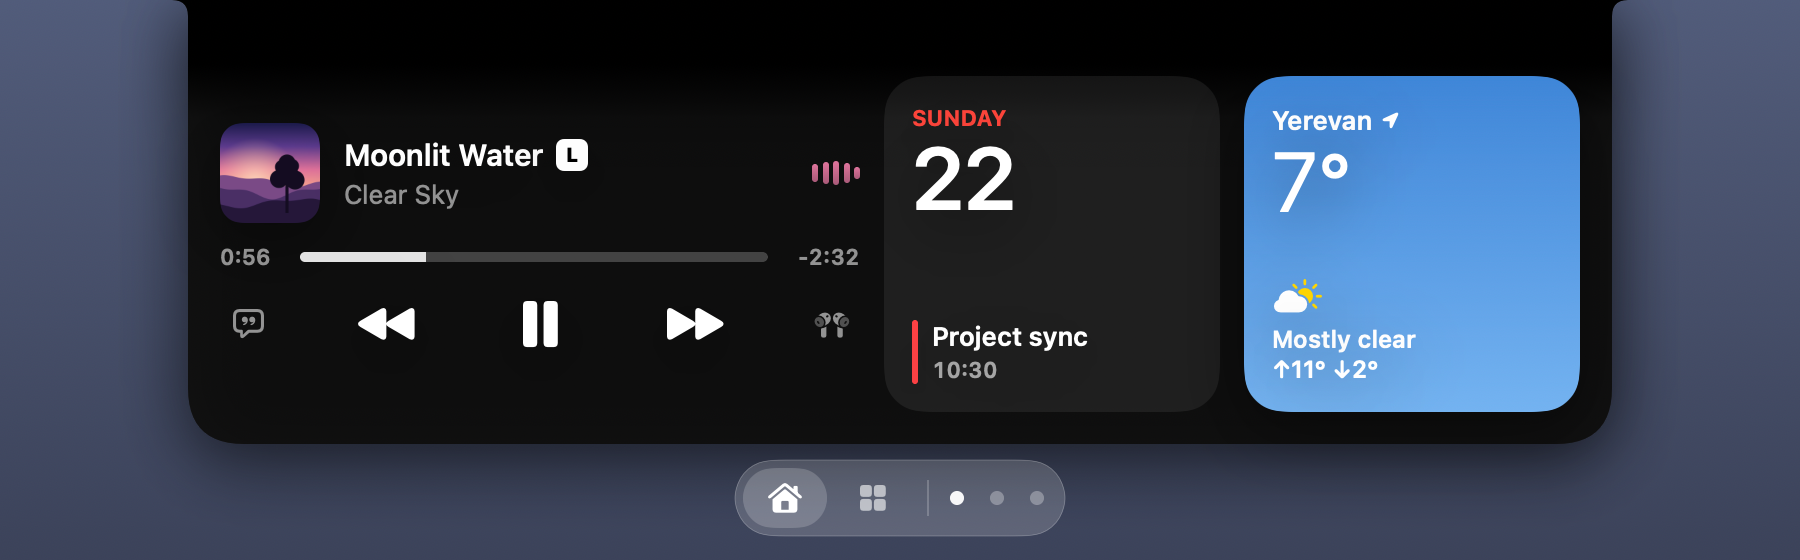 Moonlit Water L
Clear Sky
0:56
-2:32
SUNDAY
22
Project sync
10:30
Yerevan
7°
Mostly clear
↑11° ↓2°